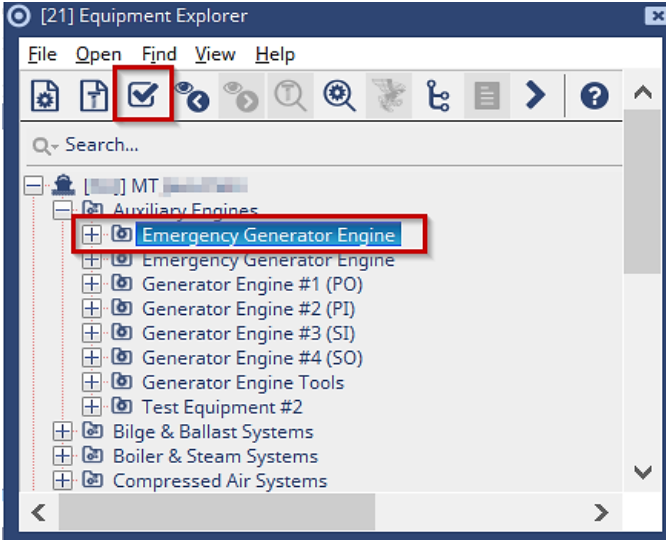 [21] Equipment Explorer
File Open Find View Help
Search...
MT
Auxiliary Engines
Emergency Generator Engine
Emergency Generator Engine
Generator Engine #1 (PO)
Generator Engine #2 (PI)
Generator Engine #3 (SI)
Generator Engine #4 (SO)
Generator Engine Tools
Test Equipment #2
Bilge & Ballast Systems
Boiler & Steam Systems
Compressed Air Systems